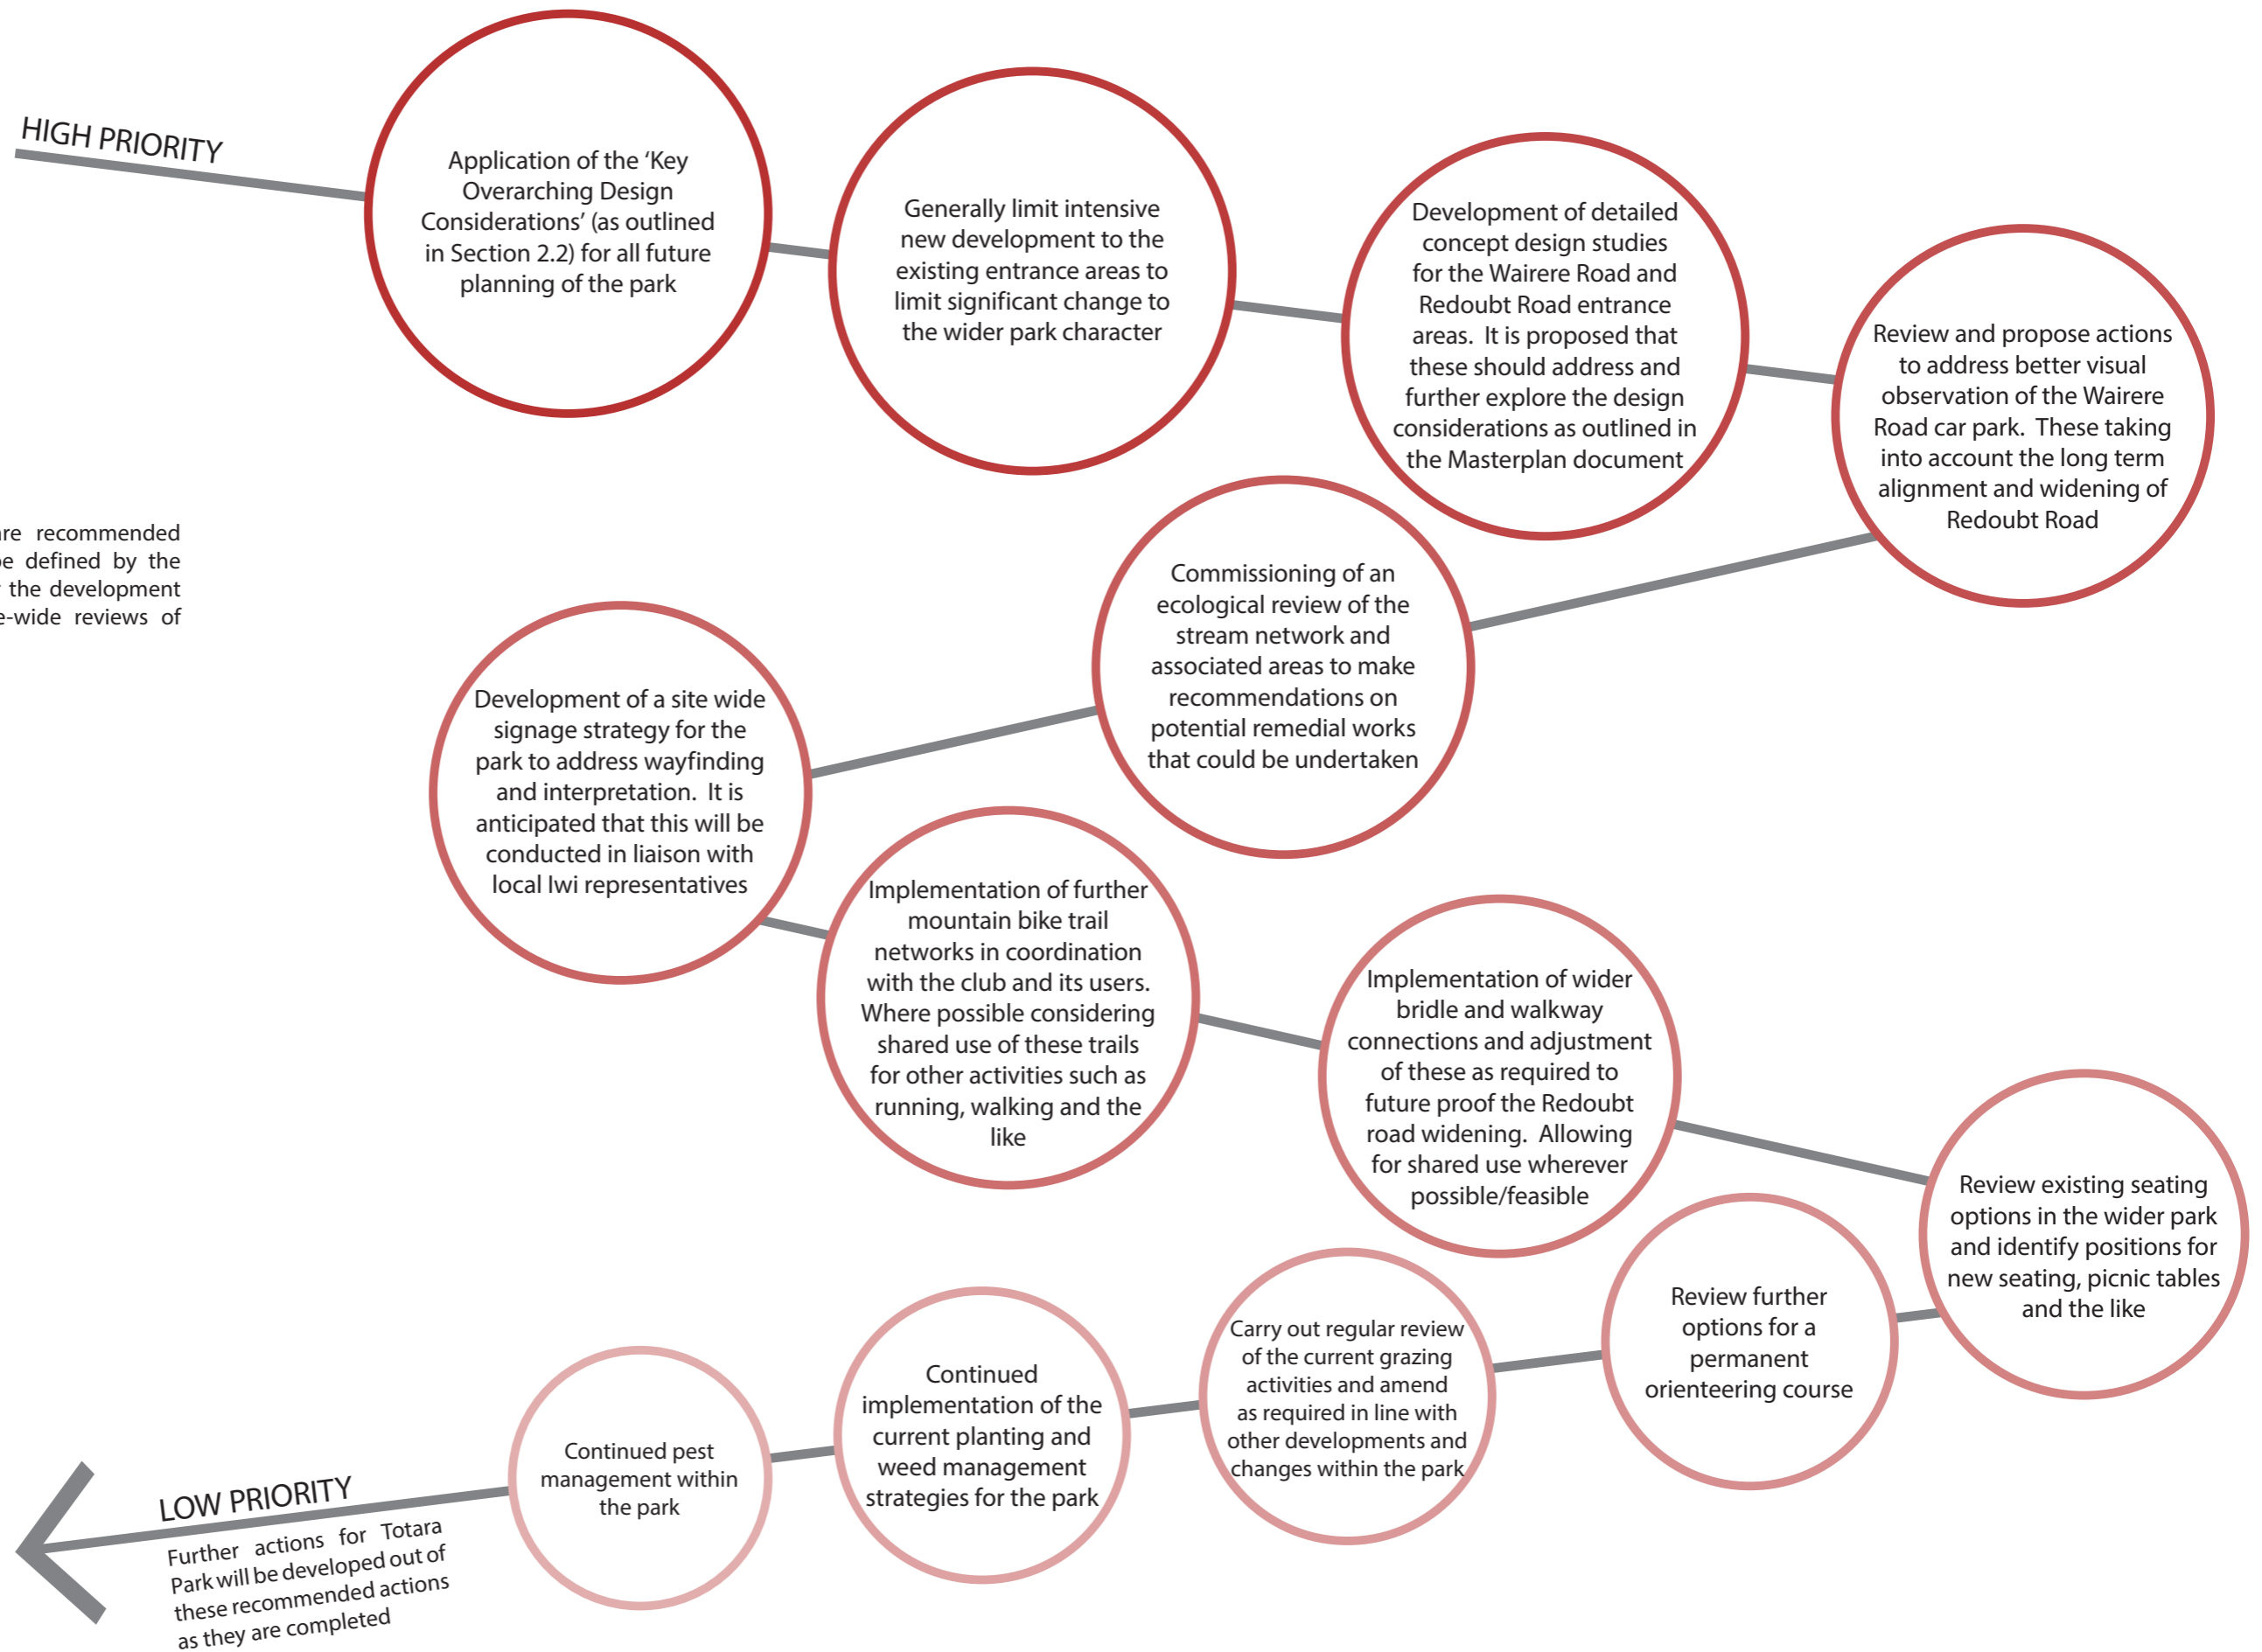 HIGH PRIORITY
Application of the ‘Key
Overarching Design
Considerations’ (as outlined
in Section 2.2) for all future
planning of the park
Generally limit intensive
new development to the
existing entrance areas to
limit significant change to
the wider park character
Development of detailed
concept design studies
for the Wairere Road and
Redoubt Road entrance
areas. It is proposed that
these should address and
further explore the design
considerations as outlined in
the Masterplan document
Review and propose actions
to address better visual
observation of the Wairere
Road car park. These taking
into account the long term
alignment and widening of
Redoubt Road
are recommended
be defined by the
the development
e-wide reviews of
Commissioning of an
ecological review of the
stream network and
associated areas to make
recommendations on
potential remedial works
that could be undertaken
Development of a site wide
signage strategy for the
park to address wayfinding
and interpretation. It is
anticipated that this will be
conducted in liaison with
local Iwi representatives
Implementation of further
mountain bike trail
networks in coordination
with the club and its users.
Where possible considering
shared use of these trails
for other activities such as
running, walking and the
like
Implementation of wider
bridle and walkway
connections and adjustment
of these as required to
future proof the Redoubt
road widening. Allowing
for shared use wherever
possible/feasible
Review existing seating
options in the wider park
and identify positions for
new seating, picnic tables
and the like
Review further
options for a
permanent
orienteering course
Carry out regular review
of the current grazing
activities and amend
as required in line with
other developments and
changes within the park
Continued
implementation of the
current planting and
weed management
strategies for the park
Continued pest
management within
the park
LOW PRIORITY
Further actions for Totara
Park will be developed out of
these recommended actions
as they are completed